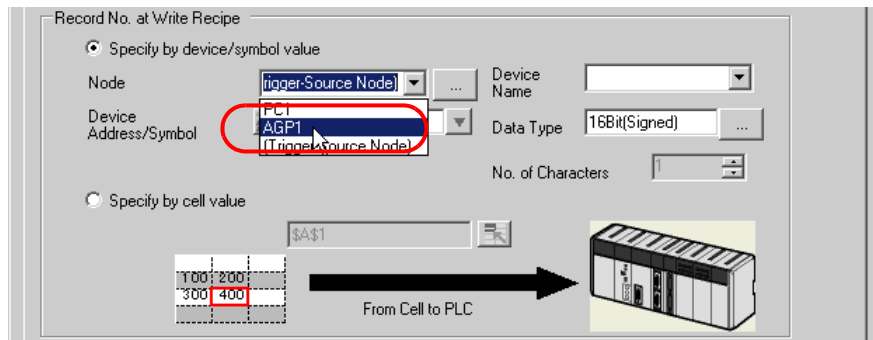 Record No. at Write Recipe
Specify by device/symbol value
Node
rigger-Source Node)
...
Device
Name
PC1
AGP1
(Trigger-Source Node)
Device
Address/Symbol
Data Type
16Bit(Signed)
...
No. of Characters
1
Specify by cell value
$A$1
100 200
300 400
From Cell to PLC